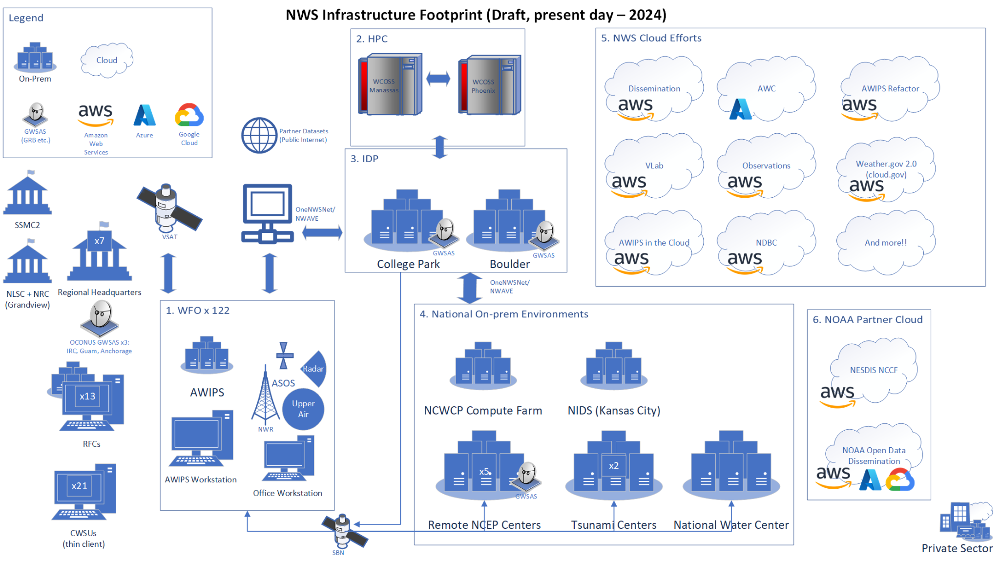 NWS Infrastructure Footprint (Draft, present day – 2024)
Legend
On-Prem
Cloud
GWSAS
(GRB etc.)
aws
Amazon
Web
Services
Azure
Google
Cloud
SSMC2
NLSC + NRC
(Grandview)
x7
Regional Headquarters
OCONUS GWSAS x3:
IRC, Guam, Anchorage
x13
RFCs
x21
CWSUs
(thin client)
VSAT
Partner Datasets
(Public Internet)
OneNWSNet/
NWAVE
1. WFO x 122
AWIPS
ASOS
Radar
Upper
Air
NWR
AWIPS Workstation
Office Workstation
SBN
2. HPC
WCOSS
Manassas
WCOSS
Phoenix
3. IDP
GWSAS
College Park
GWSAS
Boulder
OneNWSNet/
NWAVE
4. National On-prem Environments
NCWCP Compute Farm
NIDS (Kansas City)
x5
GWSAS
Remote NCEP Centers
x2
Tsunami Centers
National Water Center
5. NWS Cloud Efforts
Dissemination
aws
AWC
AWIPS Refactor
aws
VLab
aws
Observations
aws
Weather.gov 2.0
(cloud.gov)
aws
AWIPS in the Cloud
aws
NDBC
aws
And more!!
6. NOAA Partner Cloud
NESDIS NCCF
aws
NOAA Open Data
Dissemination
aws
Private Sector